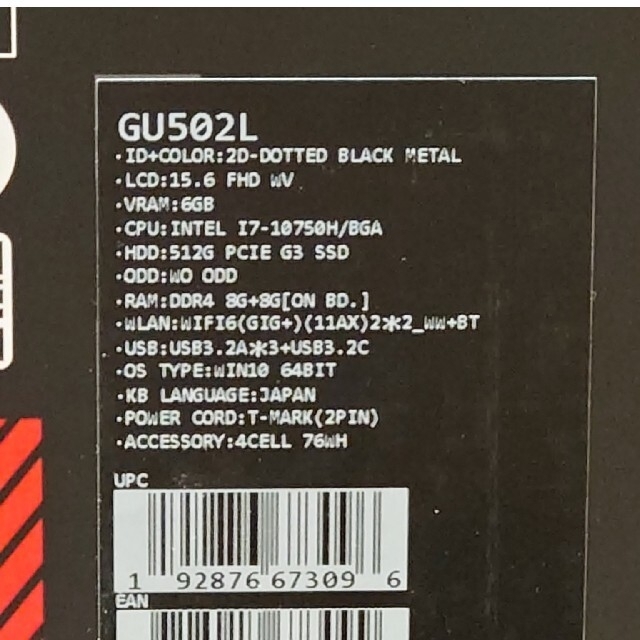 GU502L
·ID+COLOR:2D-DOTTED BLACK METAL
·LCD:15.6 FHD WV
·VRAM:6GB
·CPU:INTEL I7-10750H/BGA
·HDD:512G PCIE G3 SSD
·ODD:WO ODD
·RAM:DDR4 8G+8G[ON BD.]
·WLAN:WIFI6(GIG+)(11AX)2*2_WW+BT
·USB:USB3.2A*3+USB3.2C
·OS TYPE:WIN10 64BIT
·KB LANGUAGE:JAPAN
·POWER CORD:T-MARK(2PIN)
·ACCESSORY:4CELL 76WH
UPC
1 92876 67309 6
EAN